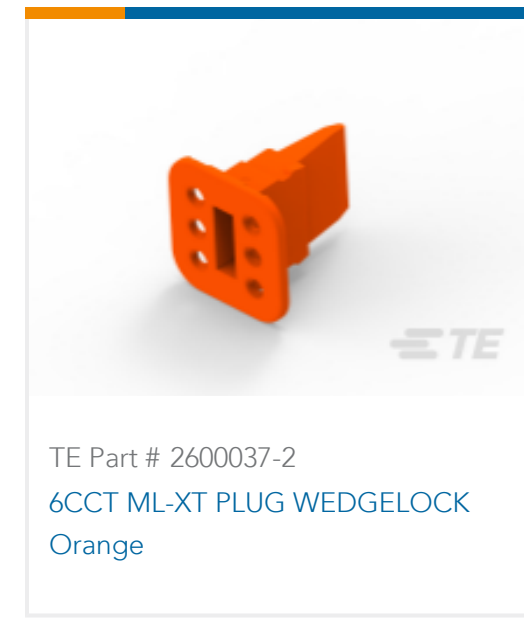 TE
TE Part # 2600037-2
6CCT ML-XT PLUG WEDGELOCK
Orange